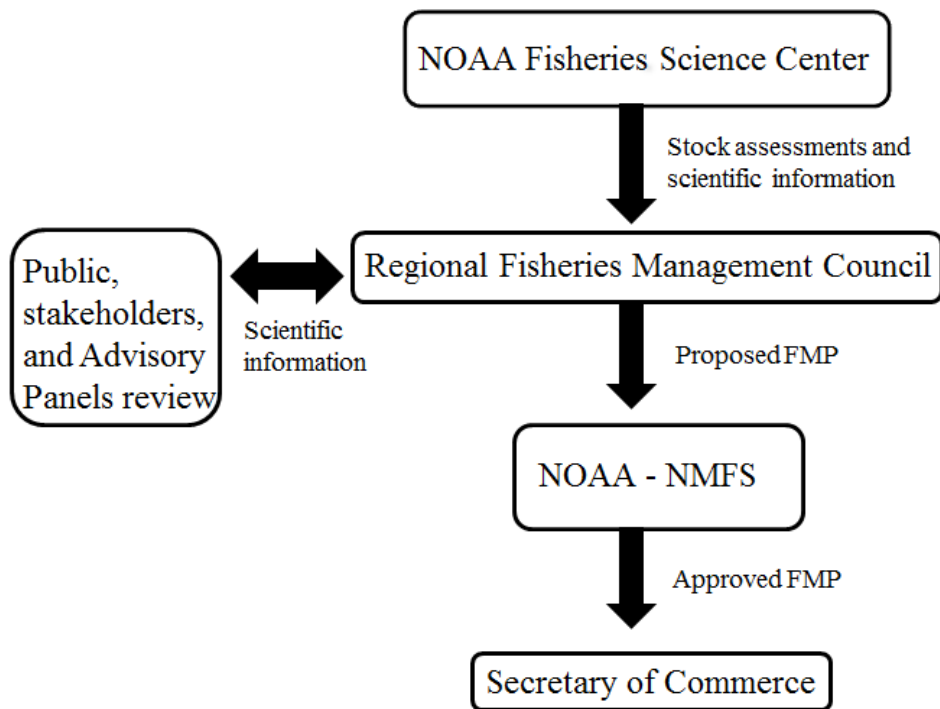 NOAA Fisheries Science Center
Stock assessments and
scientific information
Regional Fisheries Management Council
Public,
stakeholders,
and Advisory
Panels review
Scientific
information
Proposed FMP
NOAA - NMFS
Approved FMP
Secretary of Commerce